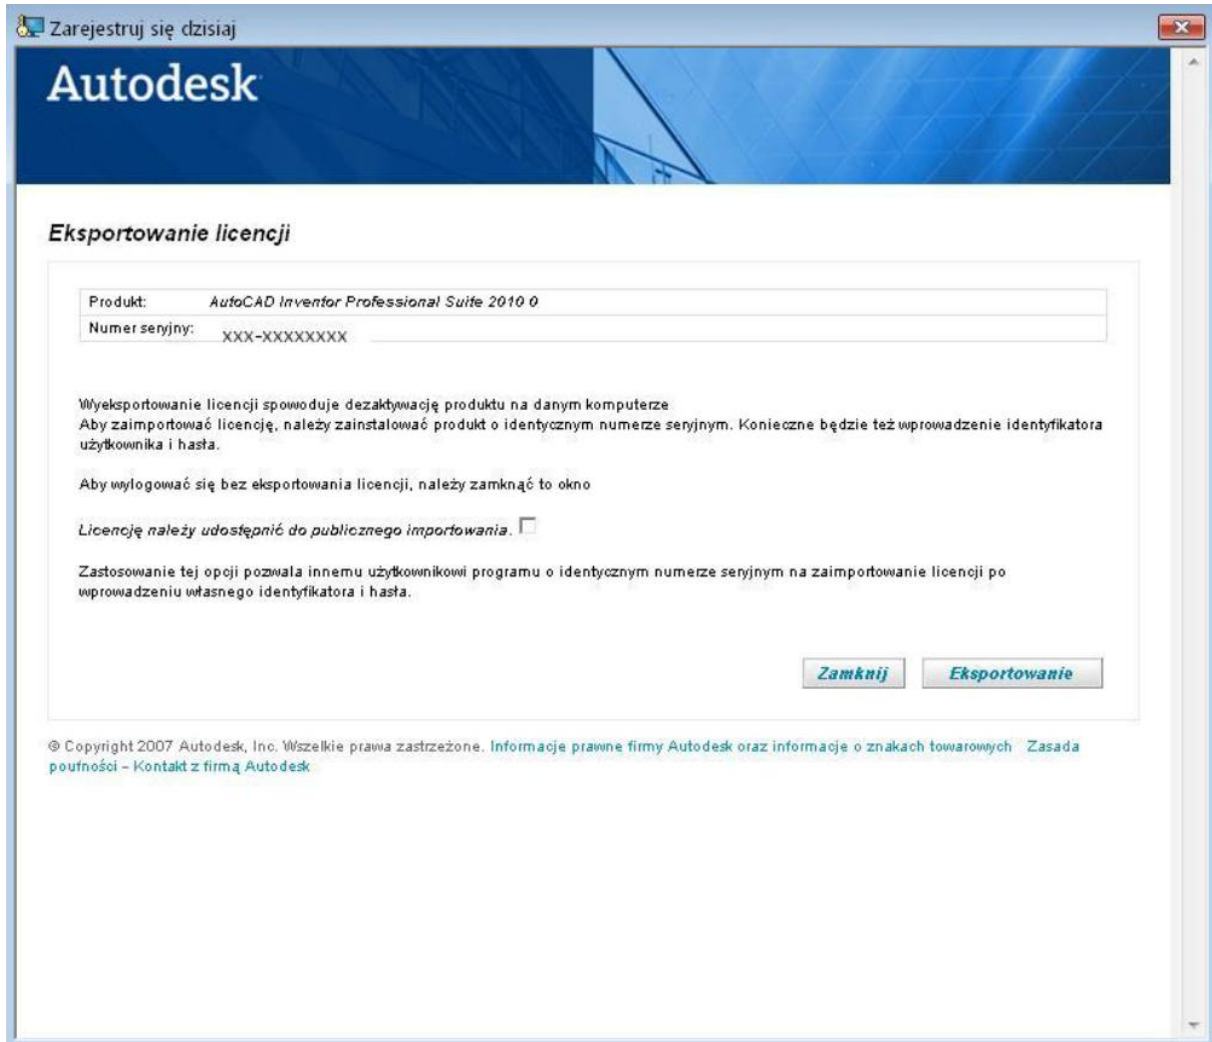 Zarejestruj się dzisiaj
Autodesk
Eksportowanie licencji
Produkt: AutoCAD Inventor Professional Suite 2010 0
Numer seryjny: XXX-XXXXXXXX
Wyeksportowanie licencji spowoduje dezaktywację produktu na danym komputerze
Aby zaimportować licencję, należy zainstalować produkt o identycznym numerze seryjnym. Konieczne będzie też wprowadzenie identyfikatora
użytkownika i hasła.
Aby wylogować się bez eksportowania licencji, należy zamknąć to okno
Licencję należy udostępnić do publicznego importowania.
Zastosowanie tej opcji pozwala innemu użytkownikowi programu o identycznym numerze seryjnym na zaimportowanie licencji po
wprowadzeniu własnego identyfikatora i hasła.
Zamknij Eksportowanie
© Copyright 2007 Autodesk, Inc. Wszelkie prawa zastrzeżone. Informacje prawne firmy Autodesk oraz informacje o znakach towarowych Zasada
poufności – Kontakt z firmą Autodesk